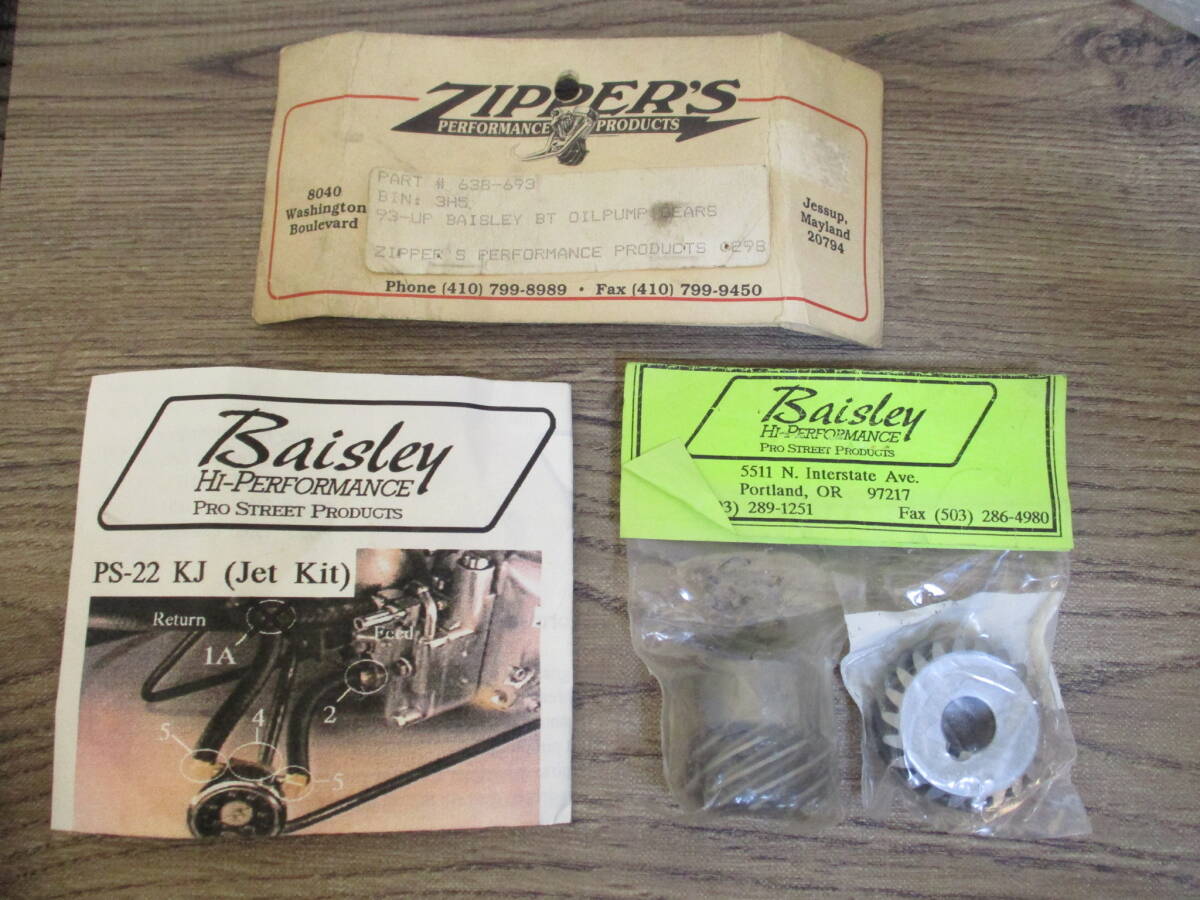 ZIPPER'S
PERFORMANCE PRODUCTS
8040
Washington
Boulevard
PART # 638-693
BIN: 3H5
93-UP BAISLEY BT OILPUMP GEARS
ZIPPER'S PERFORMANCE PRODUCTS 0298
Jessup,
Mayland
20794
Phone (410) 799-8989 • Fax (410) 799-9450
Baisley
HI-PERFORMANCE
PRO STREET PRODUCTS
PS-22 KJ (Jet Kit)
Return
Feed
1A
2
4
5
5
Baisley
HI-PERFORMANCE
PRO STREET PRODUCTS
5511 N. Interstate Ave.
Portland, OR 97217
3) 289-1251 Fax (503) 286-4980